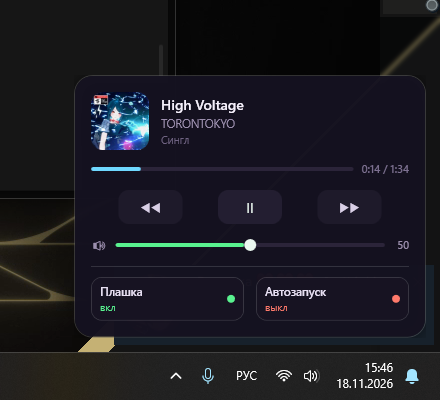 High Voltage
TORONTOKYO
Сингл
0:14 / 1:34
50
Плашка
вкл
Автозапуск
выкл
РУС
15:46
18.11.2026